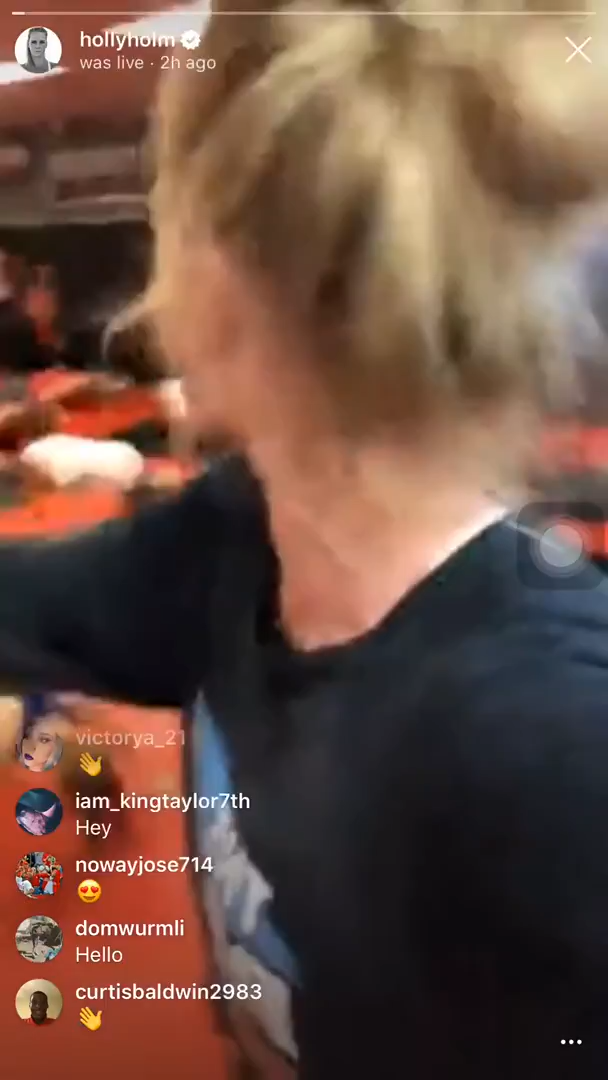 hollyholm
was live · 2h ago
victorya_21
👋
iam_kingtaylor7th
Hey
nowayjose714
😍
domwurmli
Hello
curtisbaldwin2983
👋